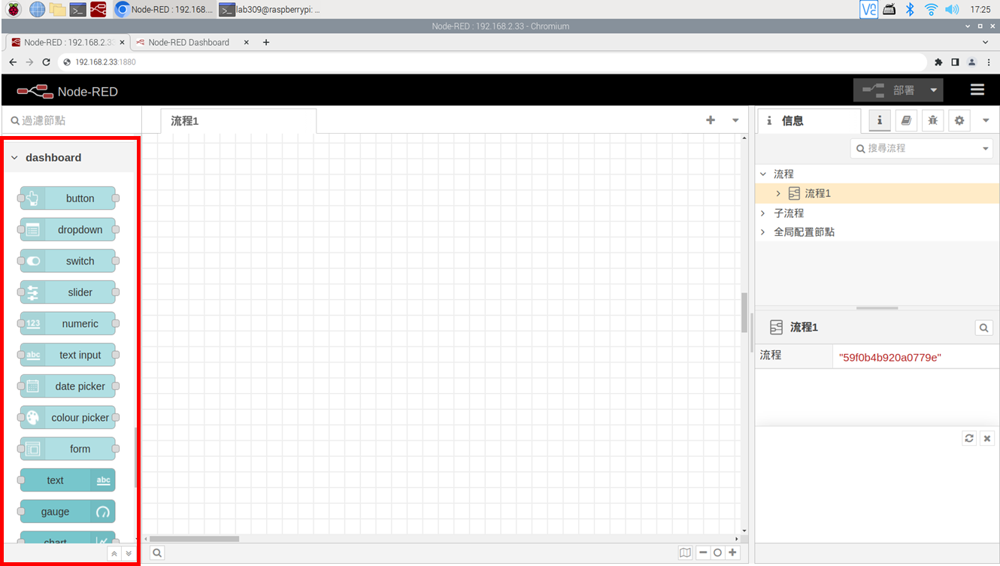 Node-RED : 192.168....
lab309@raspberrypi: ...
17:25
Node-RED : 192.168.2.33 - Chromium
Node-RED : 192.168.2.33
Node-RED Dashboard
192.168.2.33:1880
Node-RED
部署
過濾節點
流程1
信息
搜尋流程
dashboard
流程
流程1
子流程
全局配置節點
button
dropdown
switch
slider
123 numeric
abc text input
date picker
colour picker
form
text abc
gauge
chart
流程1
流程
"59f0b4b920a0779e"